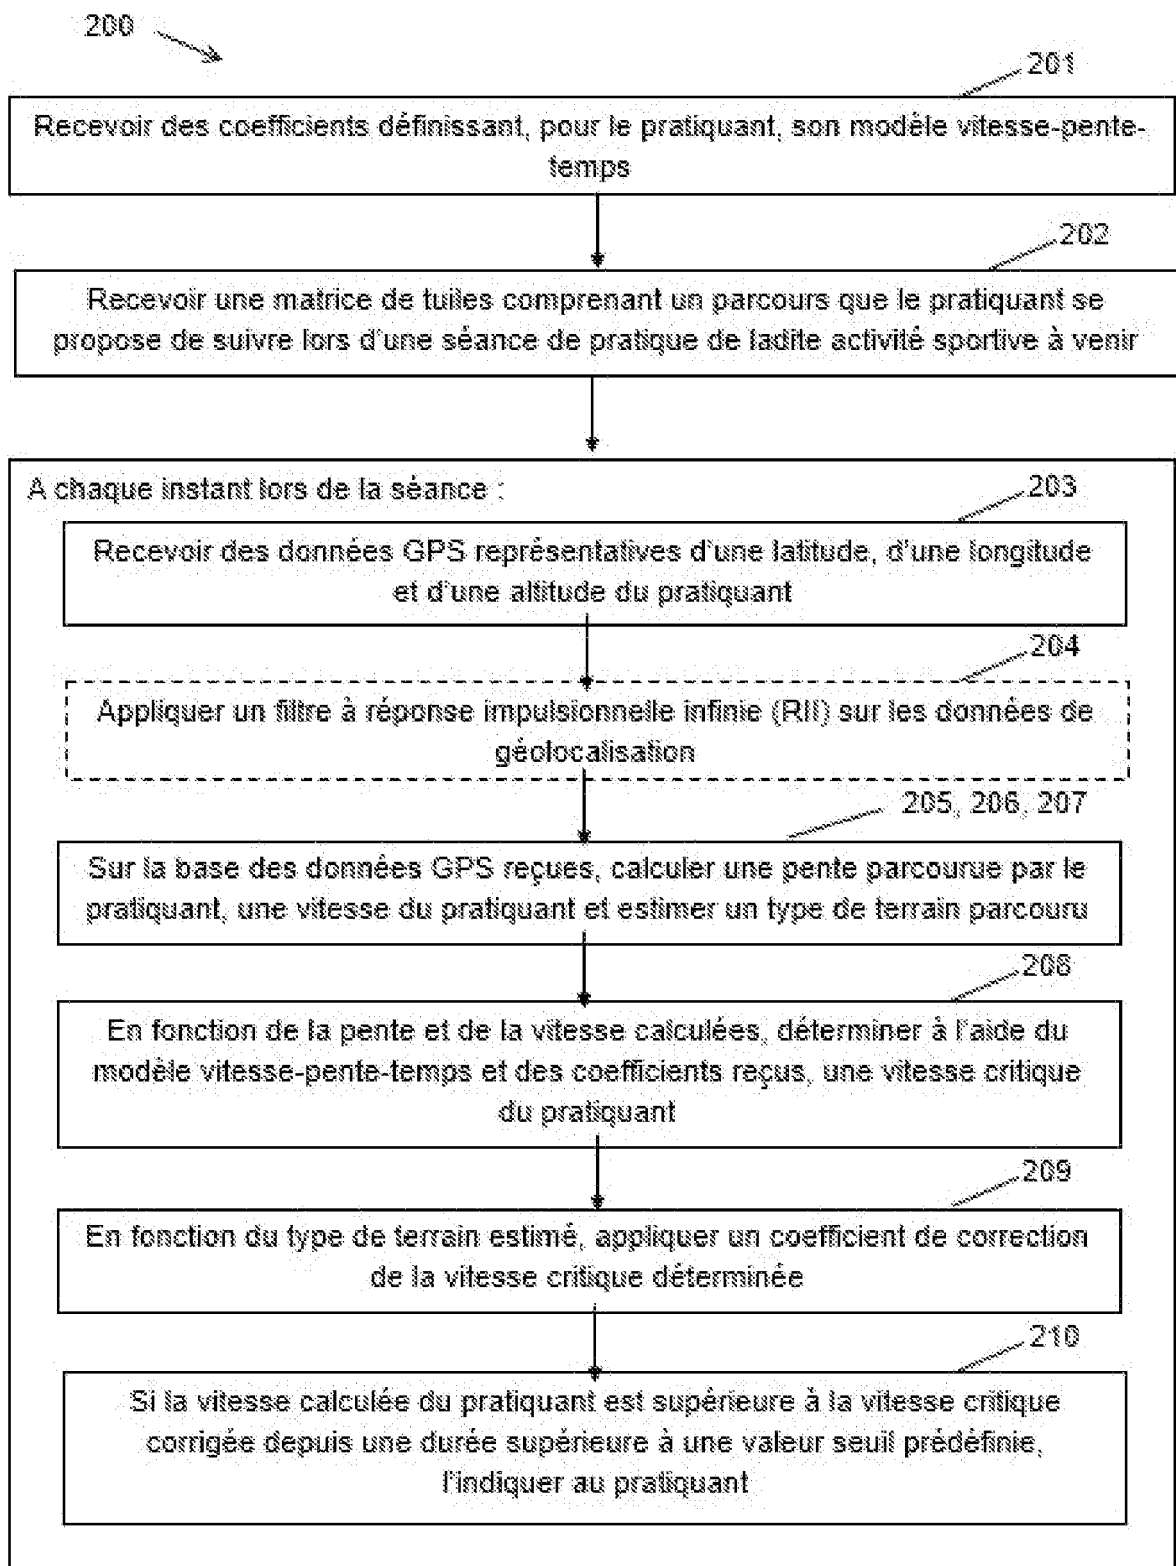 200
201
Recevoir des coefficients définissant, pour le pratiquant, son modèle vitesse-pente-
temps
202
Recevoir une matrice de tuiles comprenant un parcours que le pratiquant se
propose de suivre lors d'une séance de pratique de ladite activité sportive à venir
A chaque instant lors de la séance :
203
Recevoir des données GPS représentatives d'une latitude, d'une longitude
et d'une altitude du pratiquant
204
Appliquer un filtre à réponse impulsionnelle infinie (RII) sur les données de
géolocalisation
205, 206, 207
Sur la base des données GPS reçues, calculer une pente parcourue par le
pratiquant, une vitesse du pratiquant et estimer un type de terrain parcouru
208
En fonction de la pente et de la vitesse calculées, déterminer à l'aide du
modèle vitesse-pente-temps et des coefficients reçus, une vitesse critique
du pratiquant
209
En fonction du type de terrain estimé, appliquer un coefficient de correction
de la vitesse critique déterminée
210
Si la vitesse calculée du pratiquant est supérieure à la vitesse critique
corrigée depuis une durée supérieure à une valeur seuil prédéfinie,
l'indiquer au pratiquant